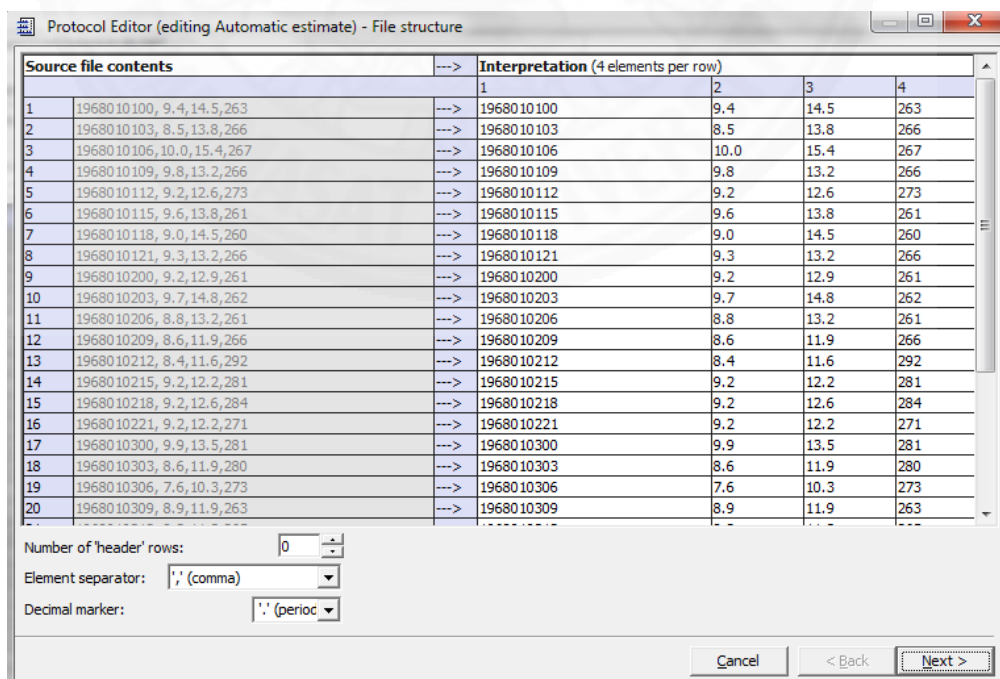 Protocol Editor (editing Automatic estimate) - File structure
Source file contents ---> Interpretation (4 elements per row)
1 2 3 4
1 1968010100, 9.4,14.5,263 ---> 1968010100 9.4 14.5 263
2 1968010103, 8.5,13.8,266 ---> 1968010103 8.5 13.8 266
3 1968010106,10.0,15.4,267 ---> 1968010106 10.0 15.4 267
4 1968010109, 9.8,13.2,266 ---> 1968010109 9.8 13.2 266
5 1968010112, 9.2,12.6,273 ---> 1968010112 9.2 12.6 273
6 1968010115, 9.6,13.8,261 ---> 1968010115 9.6 13.8 261
7 1968010118, 9.0,14.5,260 ---> 1968010118 9.0 14.5 260
8 1968010121, 9.3,13.2,266 ---> 1968010121 9.3 13.2 266
9 1968010200, 9.2,12.9,261 ---> 1968010200 9.2 12.9 261
10 1968010203, 9.7,14.8,262 ---> 1968010203 9.7 14.8 262
11 1968010206, 8.8,13.2,261 ---> 1968010206 8.8 13.2 261
12 1968010209, 8.6,11.9,266 ---> 1968010209 8.6 11.9 266
13 1968010212, 8.4,11.6,292 ---> 1968010212 8.4 11.6 292
14 1968010215, 9.2,12.2,281 ---> 1968010215 9.2 12.2 281
15 1968010218, 9.2,12.6,284 ---> 1968010218 9.2 12.6 284
16 1968010221, 9.2,12.2,271 ---> 1968010221 9.2 12.2 271
17 1968010300, 9.9,13.5,281 ---> 1968010300 9.9 13.5 281
18 1968010303, 8.6,11.9,280 ---> 1968010303 8.6 11.9 280
19 1968010306, 7.6,10.3,273 ---> 1968010306 7.6 10.3 273
20 1968010309, 8.9,11.9,263 ---> 1968010309 8.9 11.9 263
Number of 'header' rows: 0
Element separator: ',' (comma)
Decimal marker: '.' (period
Cancel < Back Next >